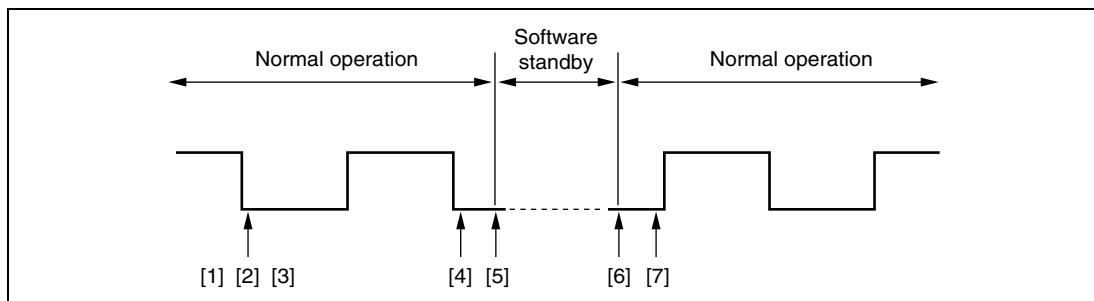 Software
standby
Normal operation
Normal operation
[1] [2] [3] [4] [5] [6] [7]